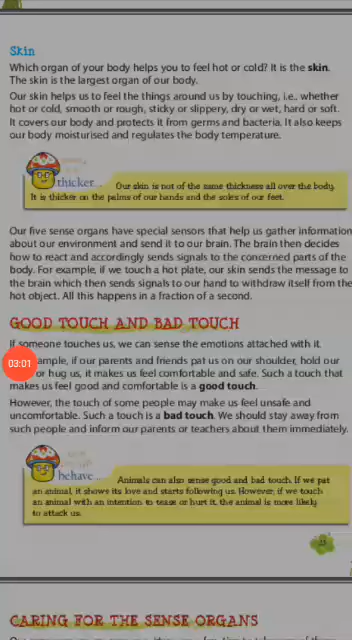 Skin
Which organ of your body helps you to feel hot or cold? It is the skin.
The skin is the largest organ of our body.
Our skin helps us to feel the things around us by touching, i.e., whether
hot or cold, smooth or rough, sticky or slippery, dry or wet, hard or soft.
It covers our body and protects it from germs and bacteria. It also keeps
our body moisturised and regulates the body temperature.
thicker... Our skin is not of the same thickness all over the body.
It is thicker on the palms of our hands and the soles of our feet.
Our five sense organs have special sensors that help us gather information
about our environment and send it to our brain. The brain then decides
how to react and accordingly sends signals to the concerned parts of the
body. For example, if we touch a hot plate, our skin sends the message to
the brain which then sends signals to our hand to withdraw itself from the
hot object. All this happens in a fraction of a second.
GOOD TOUCH AND BAD TOUCH
If someone touches us, we can sense the emotions attached with it.
03:01
ample, if our parents and friends pat us on our shoulder, hold our
or hug us, it makes us feel comfortable and safe. Such a touch that
makes us feel good and comfortable is a good touch.
However, the touch of some people may make us feel unsafe and
uncomfortable. Such a touch is a bad touch. We should stay away from
such people and inform our parents or teachers about them immediately.
behave... Animals can also sense good and bad touch. If we pat
an animal, it shows its love and starts following us. However, if we touch
an animal with an intention to tease or hurt it, the animal is more likely
to attack us.
CARING FOR THE SENSE ORGANS